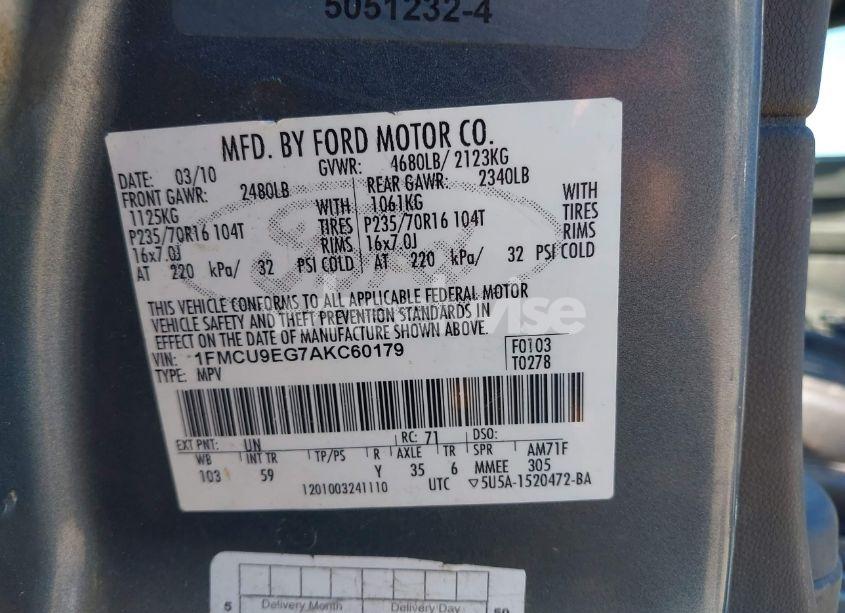 5051232-4
MFD. BY FORD MOTOR CO.
DATE: 03/10 GVWR: 4680LB/ 2123KG
FRONT GAWR: 2480LB REAR GAWR: 2340LB
1125KG WITH 1061KG WITH
P235/70R16 104T TIRES P235/70R16 104T TIRES
16x7.0J RIMS 16x7.0J RIMS
AT 220 kPa/ 32 PSI COLD AT 220 kPa/ 32 PSI COLD
THIS VEHICLE CONFORMS TO ALL APPLICABLE FEDERAL MOTOR
VEHICLE SAFETY AND THEFT PREVENTION STANDARDS IN
EFFECT ON THE DATE OF MANUFACTURE SHOWN ABOVE.
VIN: 1FMCU9EG7AKC60179 F0103
TYPE: MPV T0278
EXT PNT: UN RC: 71 DSO:
WB INT TR TP/PS R AXLE TR SPR AM71F
103 59 Y 35 6 MMEE 305
1201003241110 UTC ▽5U5A-1520472-BA
5 Delivery Month Delivery Day 50